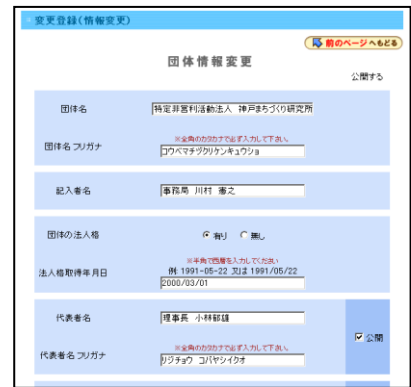 変更登録(情報変更)
前のページへもどる
団体情報変更
公開する
団体名
特定非営利活動法人 神戸まちづくり研究所
※全角のカタカナで必ず入力して下さい。
団体名フリガナ
コウベマチヅクリケンキュウショ
記入者名
事務局 川村 憲之
団体の法人格
有り 無し
※半角で西暦を入力してください
法人格取得年月日
例: 1991-05-22 又は 1991/05/22
2000/03/01
代表者名
理事長 小林郁雄
公開
※全角のカタカナで必ず入力して下さい。
代表者名フリガナ
リジチョウ コバヤシイクオ